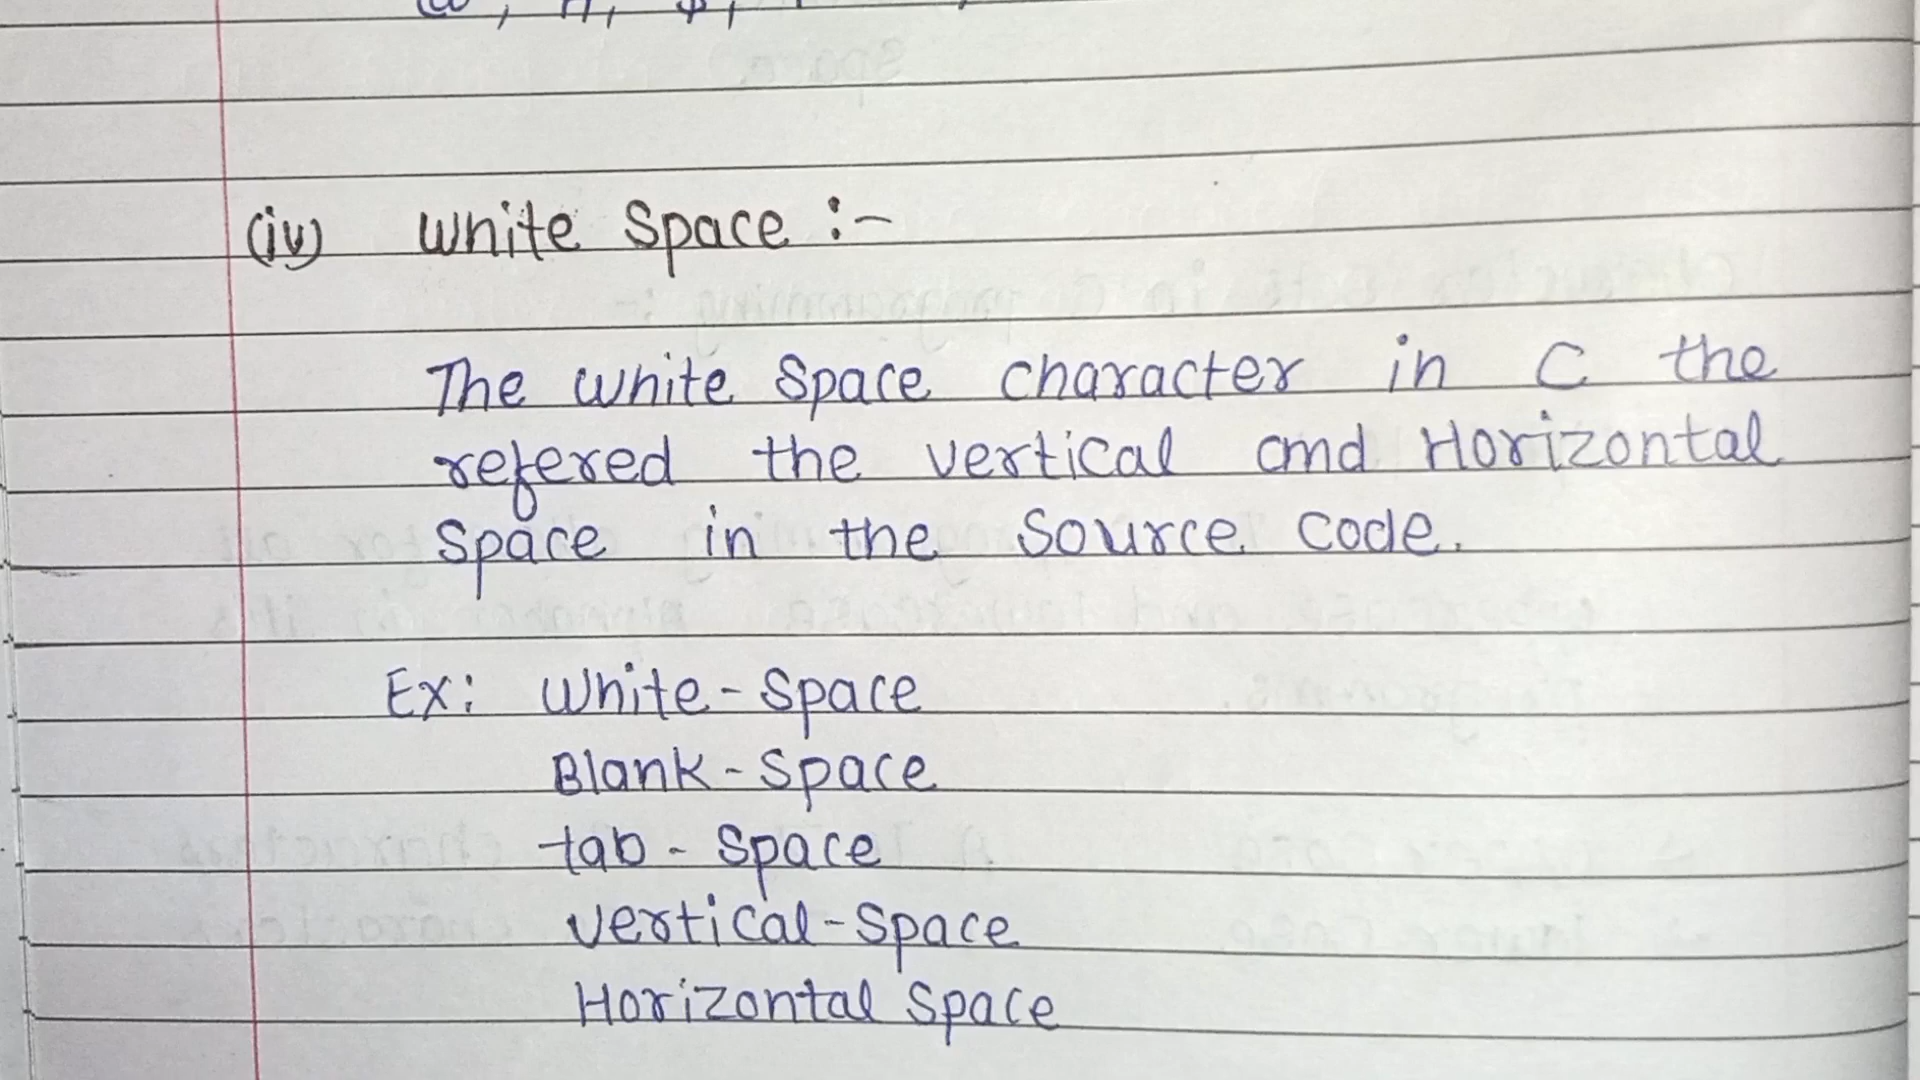 (iv) White Space :-
The white space character in C the
refered the vertical and Horizontal
space in the source code.
Ex: White-Space
Blank-Space
tab-Space
vertical-Space
Horizontal Space